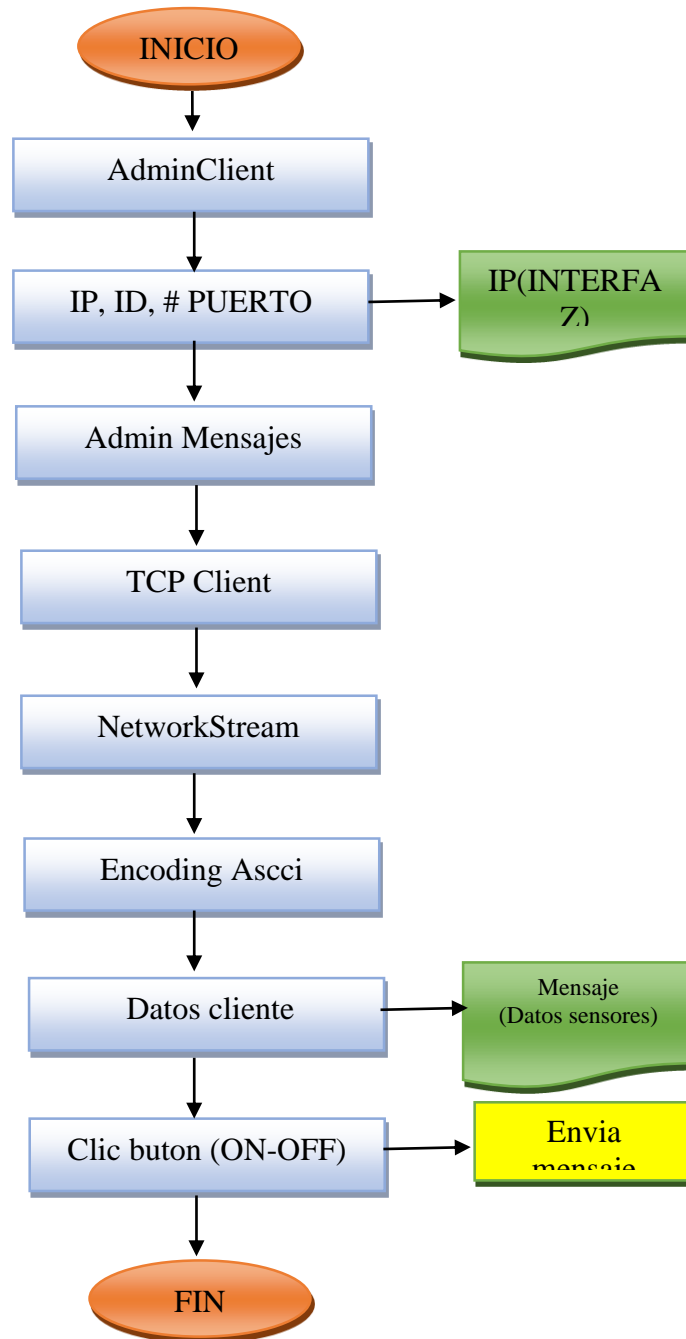 INICIO
AdminClient
IP, ID, # PUERTO
IP(INTERFA
Z)
Admin Mensajes
TCP Client
NetworkStream
Encoding Ascci
Datos cliente
Mensaje
(Datos sensores)
Clic buton (ON-OFF)
Envia
mensaje
FIN